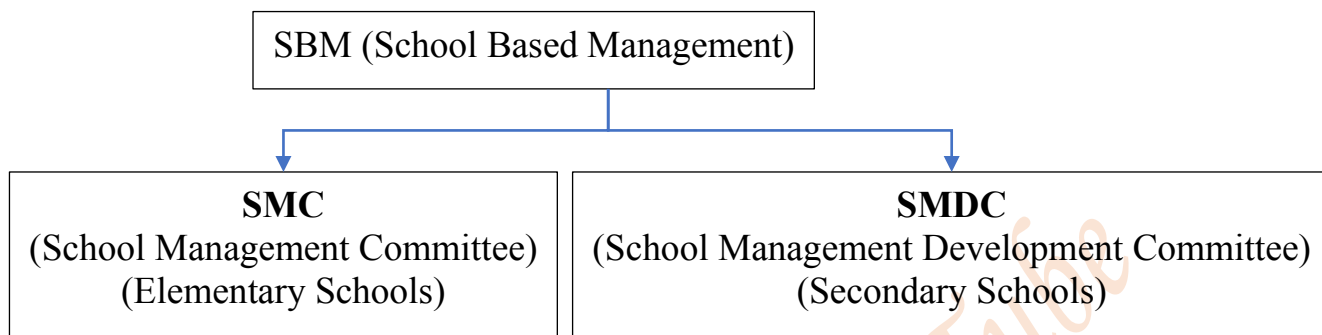 SBM (School Based Management)
SMC
(School Management Committee)
(Elementary Schools)
SMDC
(School Management Development Committee)
(Secondary Schools)